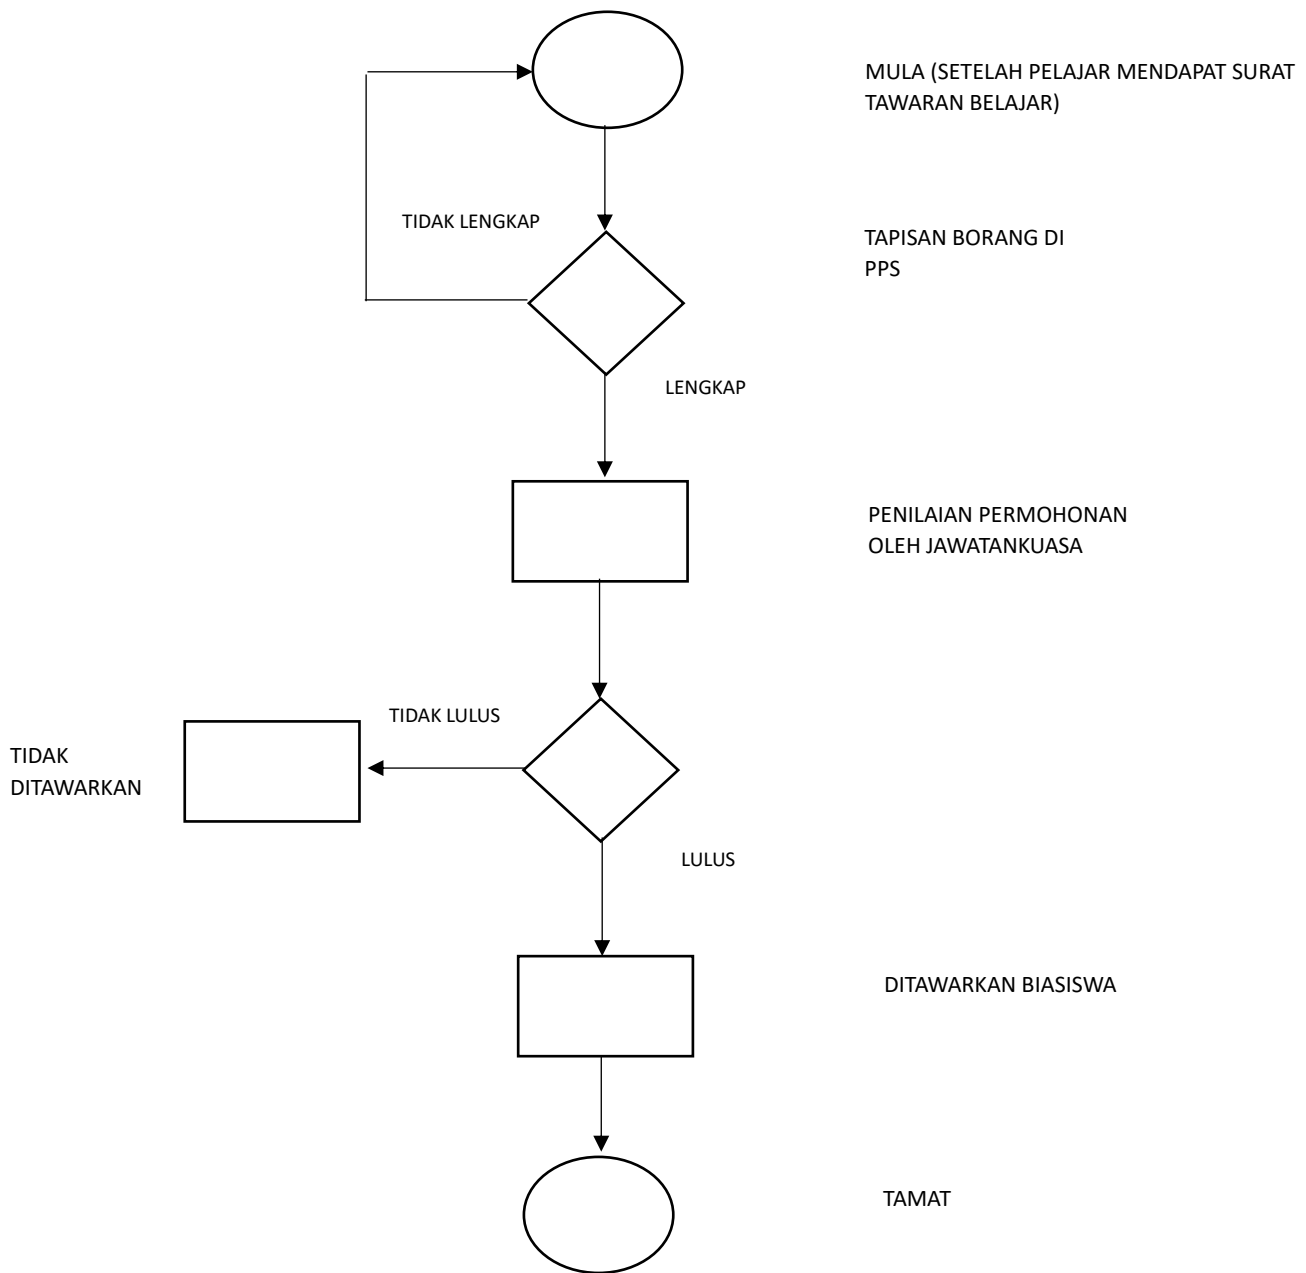 MULA (SETELAH PELAJAR MENDAPAT SURAT
TAWARAN BELAJAR)
TIDAK LENGKAP
TAPISAN BORANG DI
PPS
LENGKAP
PENILAIAN PERMOHONAN
OLEH JAWATANKUASA
TIDAK LULUS
TIDAK
DITAWARKAN
LULUS
DITAWARKAN BIASISWA
TAMAT